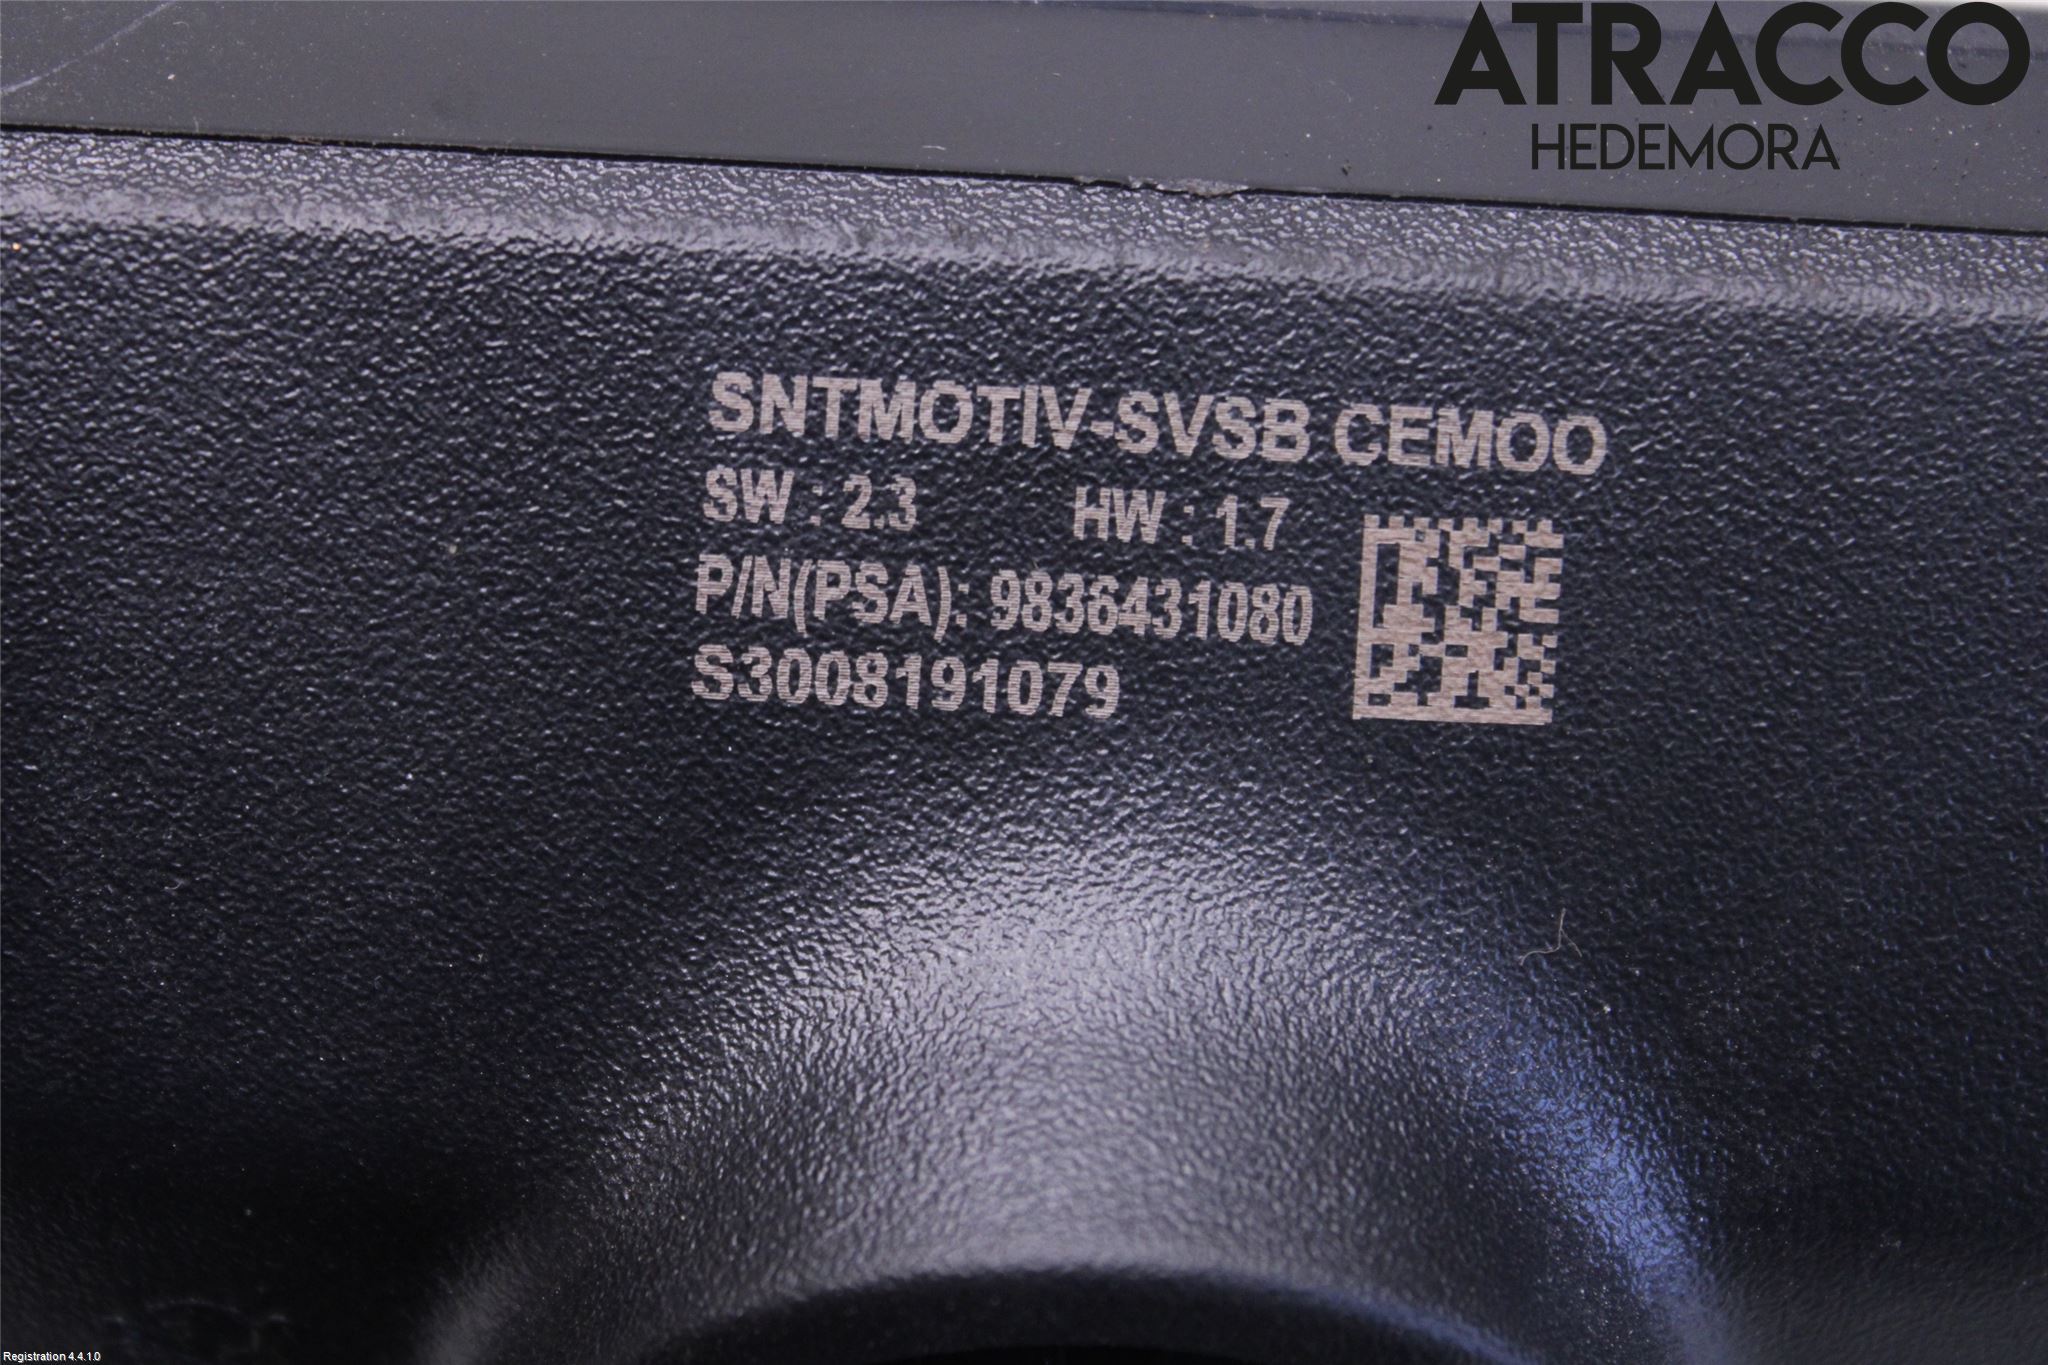 ATRACCO
HEDEMORA
SNTMOTIV-SVSB CEMOO
SW : 2.3 HW : 1.7
P/N(PSA): 9836431080
S3008191079
Registration 4.4.1.0